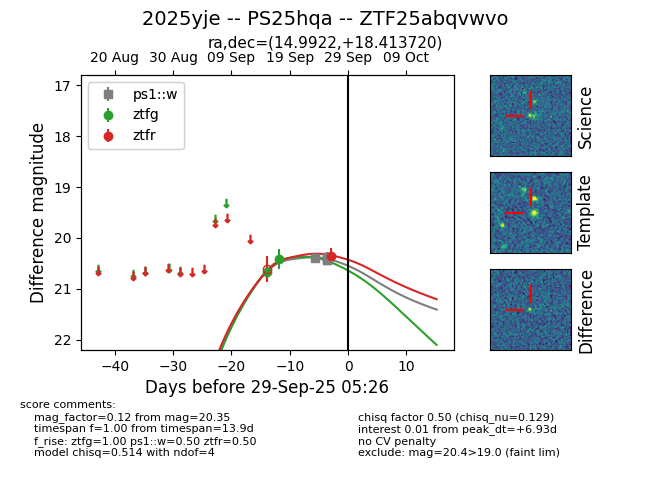 2025yje -- PS25hqa -- ZTF25abqvwvo
ra,dec=(14.9922,+18.413720)
20 Aug 30 Aug 09 Sep 19 Sep 29 Sep 09 Oct
17
18
19
20
21
22
Difference magnitude
ps1::w
ztfg
ztfr
−40 −30 −20 −10 0 10
Days before 29-Sep-25 05:26
Science
Template
Difference
score comments:
mag_factor=0.12 from mag=20.35
timespan f=1.00 from timespan=13.9d
f_rise: ztfg=1.00 ps1::w=0.50 ztfr=0.50
model chisq=0.514 with ndof=4
chisq factor 0.50 (chisq_nu=0.129)
interest 0.01 from peak_dt=+6.93d
no CV penalty
exclude: mag=20.4>19.0 (faint lim)